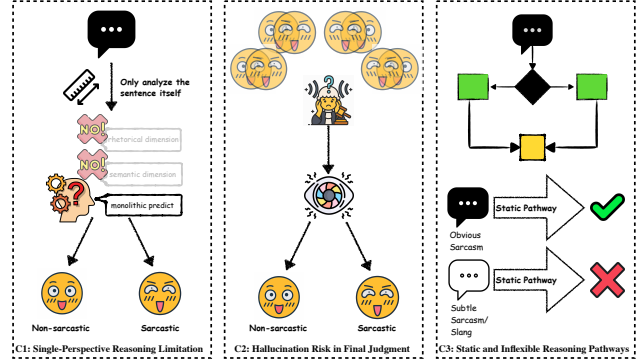 Only analyze the
sentence itself
NO!
rhetorical dimension
NO!
semantic dimension
?
monolithic predict
Non-sarcastic
Sarcastic
C1: Single-Perspective Reasoning Limitation
?
Non-sarcastic
Sarcastic
C2: Hallucination Risk in Final Judgment
Static Pathway
Obvious
Sarcasm
Static Pathway
Subtle
Sarcasm/
Slang
C3: Static and Inflexible Reasoning Pathways